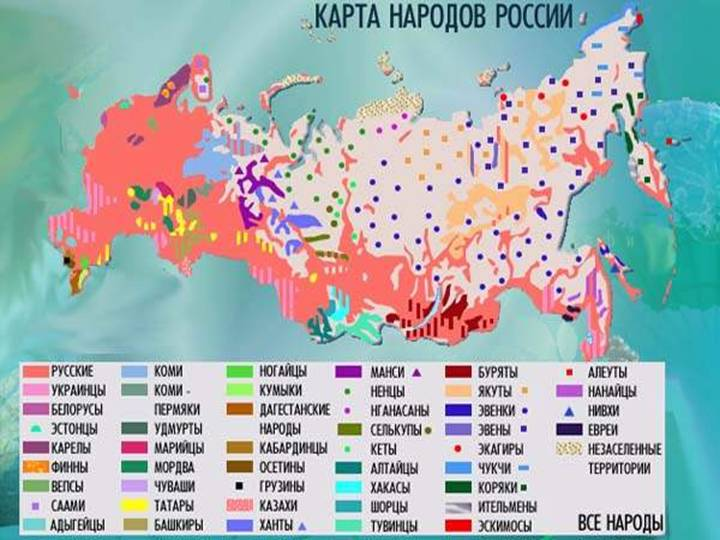 КАРТА НАРОДОВ РОССИИ
РУССКИЕ
УКРАИНЦЫ
БЕЛОРУСЫ
ЭСТОНЦЫ
КАРЕЛЫ
ФИННЫ
ВЕПСЫ
СААМИ
АДЫГЕЙЦЫ
КОМИ
КОМИ -
ПЕРМЯКИ
УДМУРТЫ
МАРИЙЦЫ
МОРДВА
ЧУВАШИ
ТАТАРЫ
БАШКИРЫ
НОГАЙЦЫ
КУМЫКИ
ДАГЕСТАНСКИЕ
НАРОДЫ
КАБАРДИНЦЫ
ОСЕТИНЫ
ГРУЗИНЫ
КАЗАХИ
ХАНТЫ
МАНСИ
НЕНЦЫ
НГАНАСАНЫ
СЕЛЬКУПЫ
КЕТЫ
АЛТАЙЦЫ
ХАКАСЫ
ШОРЦЫ
ТУВИНЦЫ
БУРЯТЫ
ЯКУТЫ
ЭВЕНКИ
ЭВЕНЫ
ЭКАГИРЫ
ЧУКЧИ
КОРЯКИ
ИТЕЛЬМЕНЫ
ЭСКИМОСЫ
АЛЕУТЫ
НАНАЙЦЫ
НИВХИ
ЕВРЕИ
НЕЗАСЕЛЕННЫЕ
ТЕРРИТОРИИ
ВСЕ НАРОДЫ